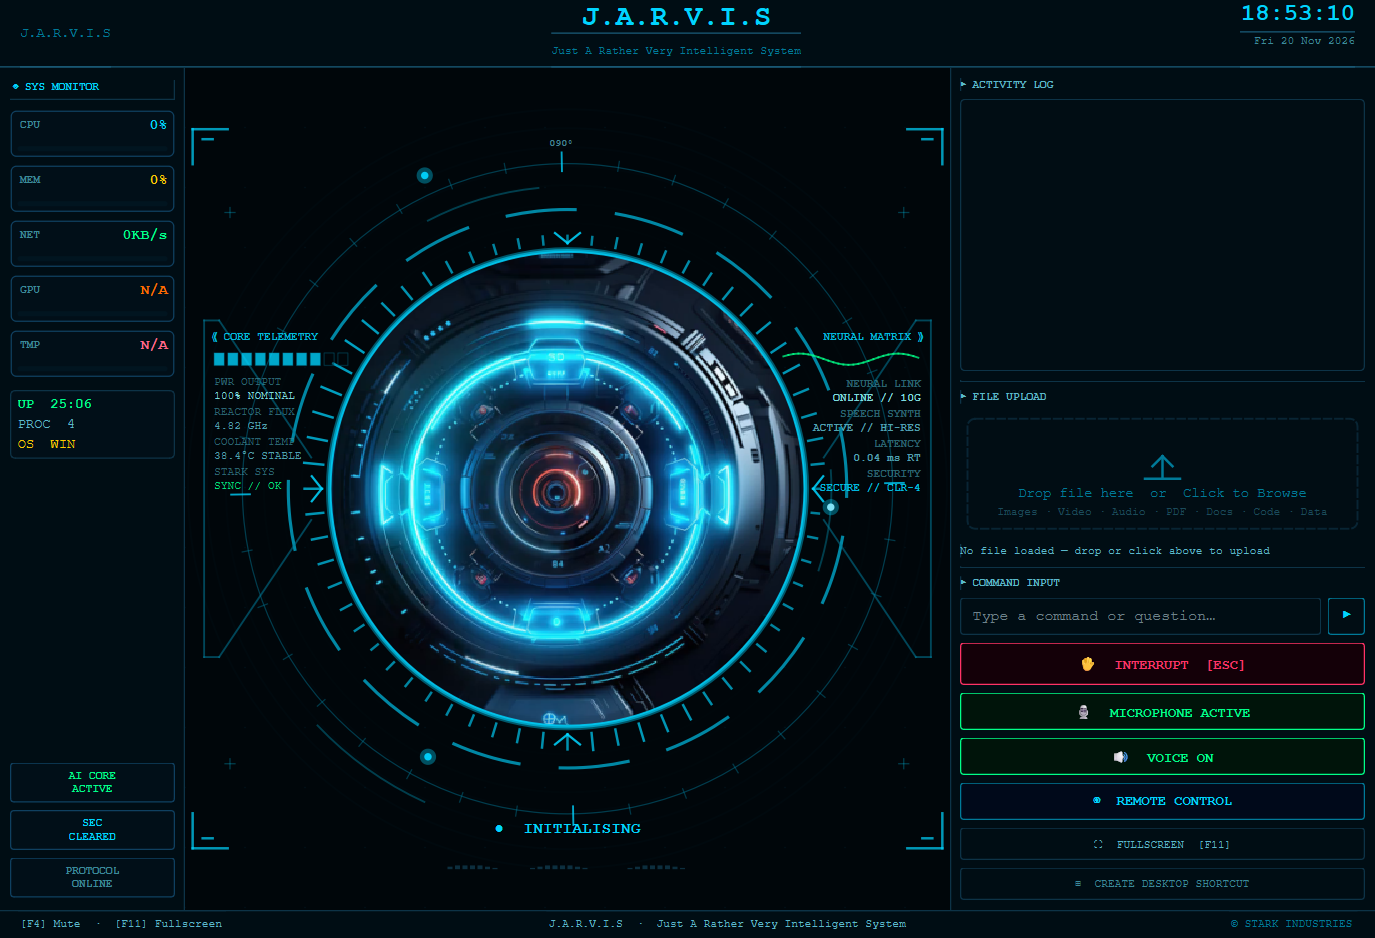 J.A.R.V.I.S
J.A.R.V.I.S
Just A Rather Very Intelligent System
18:53:10
Fri 20 Nov 2026
◈ SYS MONITOR
CPU 0%
MEM 0%
NET 0KB/s
GPU N/A
TMP N/A
UP 25:06
PROC 4
OS WIN
AI CORE
ACTIVE
SEC
CLEARED
PROTOCOL
ONLINE
090°
⟪ CORE TELEMETRY
PWR OUTPUT
100% NOMINAL
REACTOR FLUX
4.82 GHz
COOLANT TEMP
38.4°C STABLE
STARK SYS
SYNC // OK
NEURAL MATRIX ⟫
NEURAL LINK
ONLINE // 10G
SPEECH SYNTH
ACTIVE // HI-RES
LATENCY
0.04 ms RT
SECURITY
SECURE // CLR-4
● INITIALISING
▸ ACTIVITY LOG
▸ FILE UPLOAD
Drop file here or Click to Browse
Images · Video · Audio · PDF · Docs · Code · Data
No file loaded — drop or click above to upload
▸ COMMAND INPUT
Type a command or question…
▸
✋ INTERRUPT [ESC]
🎙 MICROPHONE ACTIVE
🔊 VOICE ON
◉ REMOTE CONTROL
⛶ FULLSCREEN [F11]
⊞ CREATE DESKTOP SHORTCUT
[F4] Mute · [F11] Fullscreen
J.A.R.V.I.S · Just A Rather Very Intelligent System
© STARK INDUSTRIES